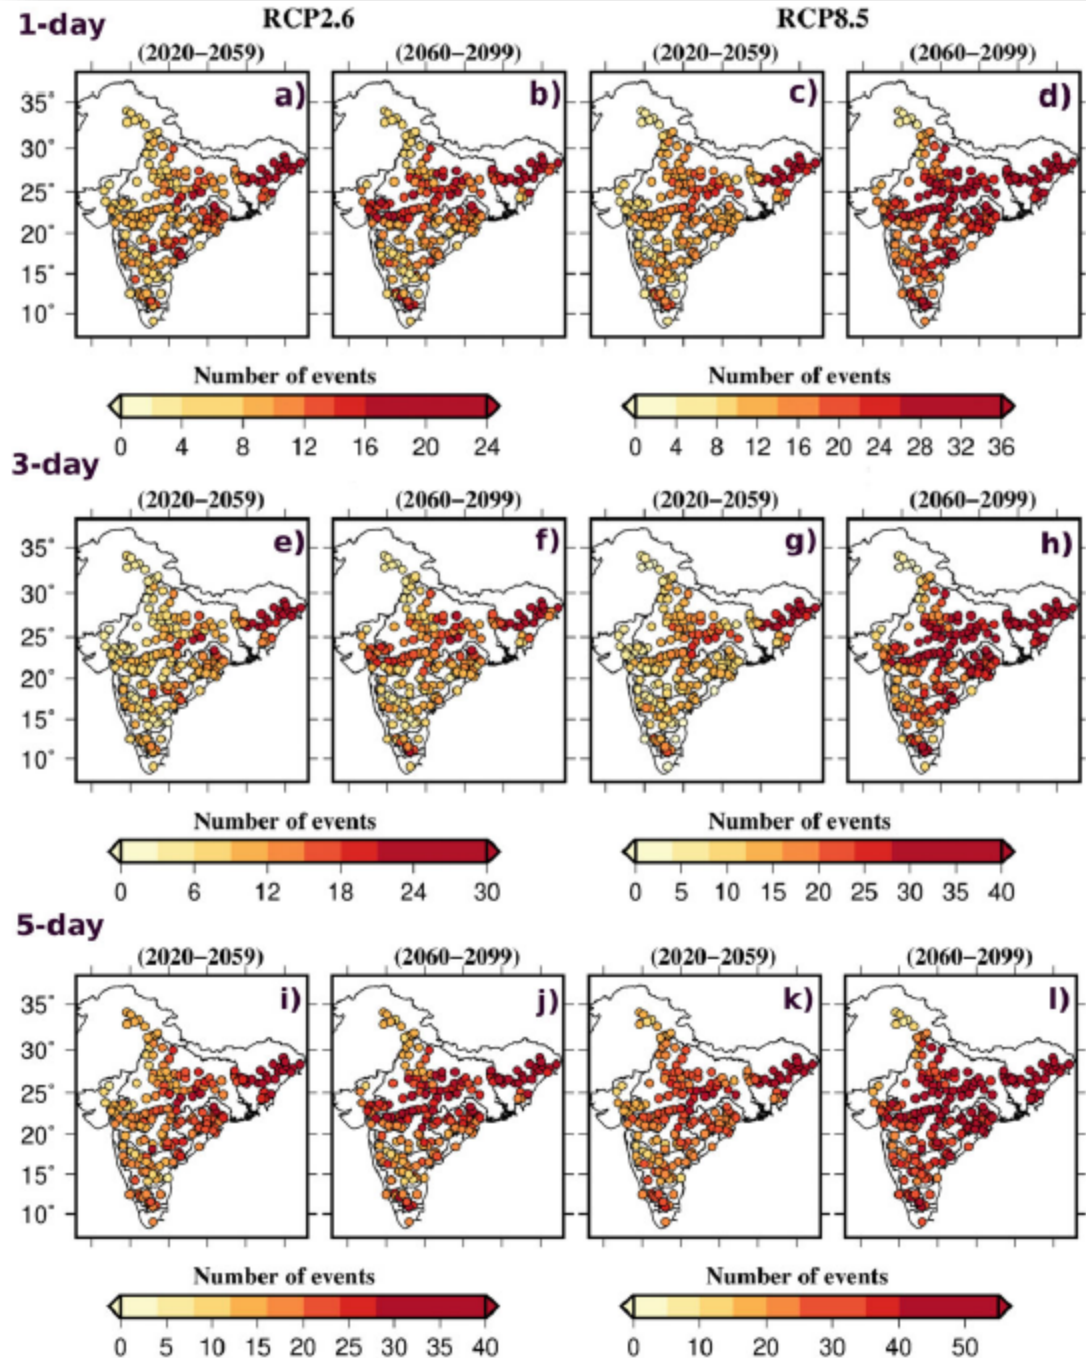 1-day
RCP2.6 RCP8.5
(2020–2059) (2060–2099) (2020–2059) (2060–2099)
a) b) c) d)
35°
30°
25°
20°
15°
10°
Number of events Number of events
0 4 8 12 16 20 24 0 4 8 12 16 20 24 28 32 36
3-day
(2020–2059) (2060–2099) (2020–2059) (2060–2099)
e) f) g) h)
35°
30°
25°
20°
15°
10°
Number of events Number of events
0 6 12 18 24 30 0 5 10 15 20 25 30 35 40
5-day
(2020–2059) (2060–2099) (2020–2059) (2060–2099)
i) j) k) l)
35°
30°
25°
20°
15°
10°
Number of events Number of events
0 5 10 15 20 25 30 35 40 0 10 20 30 40 50